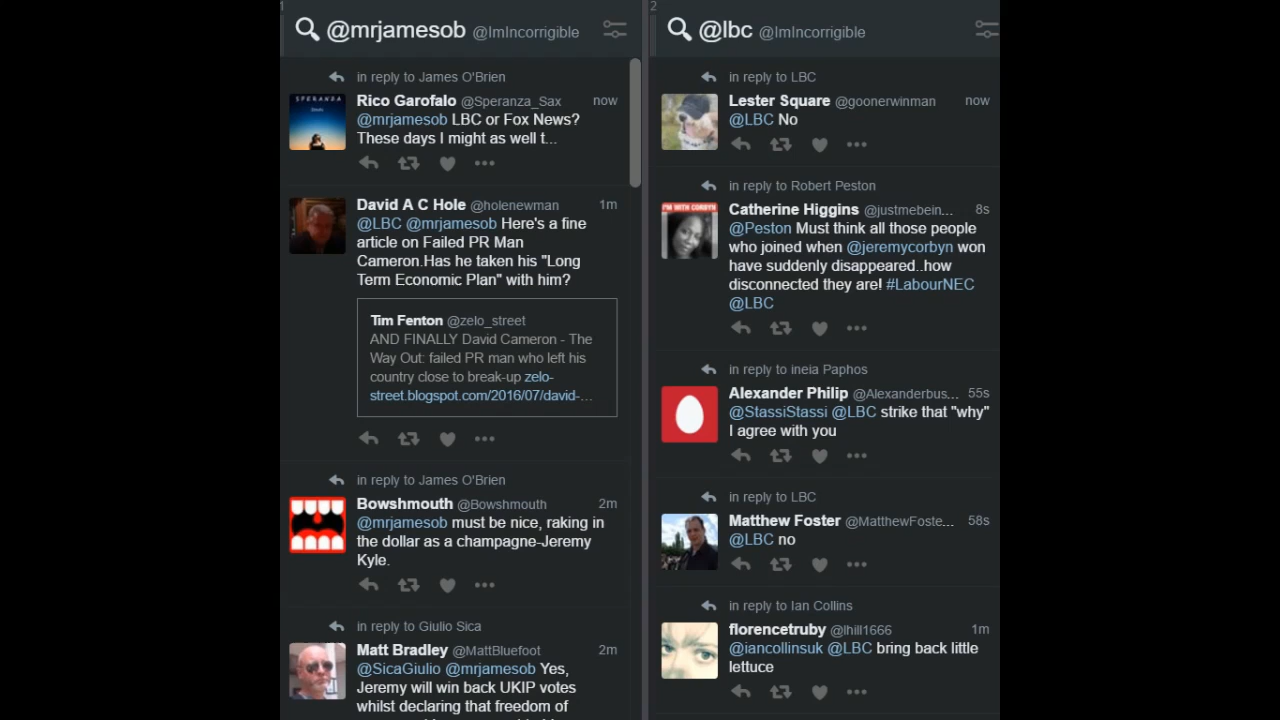 1
@mrjamesob @ImIncorrigible
in reply to James O'Brien
Rico Garofalo @Speranza_Sax now
@mrjamesob LBC or Fox News?
These days I might as well t...
David A C Hole @holenewman 1m
@LBC @mrjamesob Here's a fine
article on Failed PR Man
Cameron.Has he taken his "Long
Term Economic Plan" with him?
Tim Fenton @zelo_street
AND FINALLY David Cameron - The
Way Out: failed PR man who left his
country close to break-up zelo-
street.blogspot.com/2016/07/david-...
in reply to James O'Brien
Bowshmouth @Bowshmouth 2m
@mrjamesob must be nice, raking in
the dollar as a champagne-Jeremy
Kyle.
in reply to Giulio Sica
Matt Bradley @MattBluefoot 2m
@SicaGiulio @mrjamesob Yes,
Jeremy will win back UKIP votes
whilst declaring that freedom of
2
@lbc @ImIncorrigible
in reply to LBC
Lester Square @goonerwinman now
@LBC No
in reply to Robert Peston
I'M WITH CORBYN
Catherine Higgins @justmebein... 8s
@Peston Must think all those people
who joined when @jeremycorbyn won
have suddenly disappeared..how
disconnected they are! #LabourNEC
@LBC
in reply to ineia Paphos
Alexander Philip @Alexanderbus... 55s
@StassiStassi @LBC strike that "why"
I agree with you
in reply to LBC
Matthew Foster @MatthewFoste... 58s
@LBC no
in reply to Ian Collins
florencetruby @lhill1666 1m
@iancollinsuk @LBC bring back little
lettuce